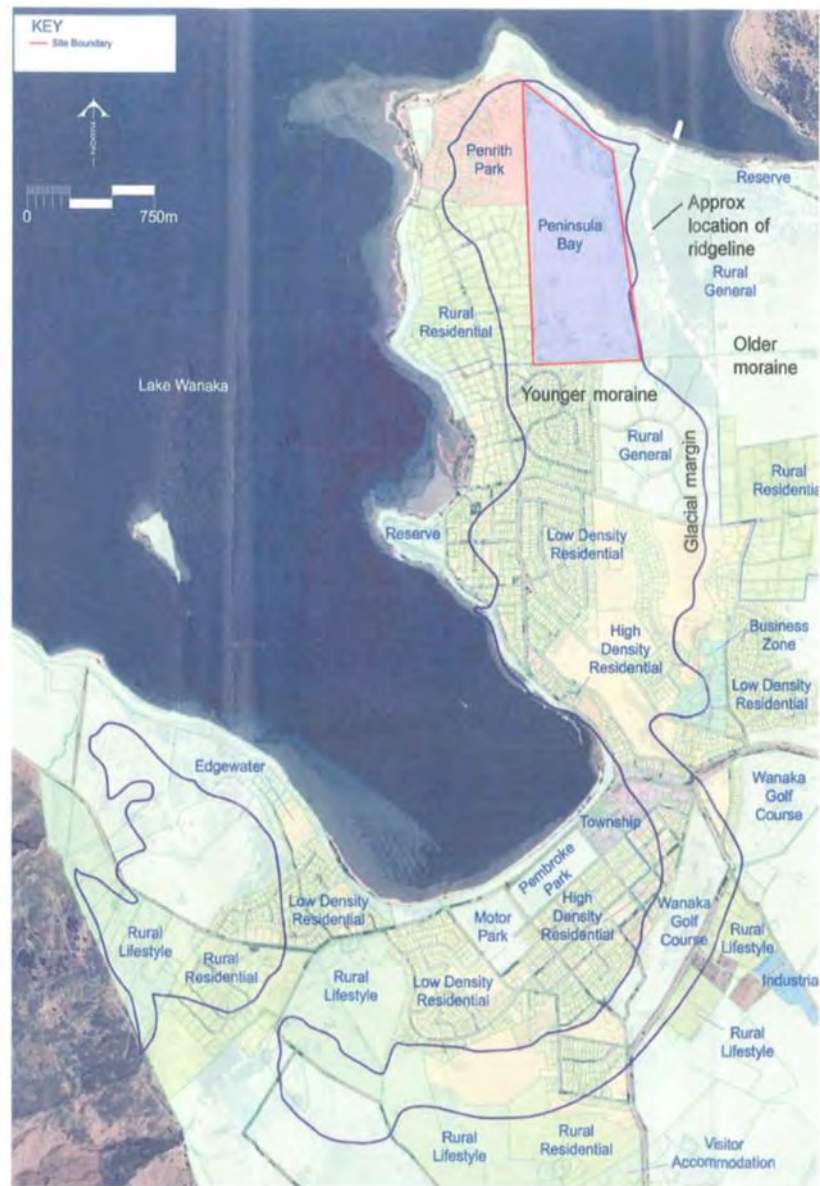 KEY
Site Boundary
NORTH
0 750m
Penrith
Park
Peninsula
Bay
Reserve
Approx
location of
ridgeline
Rural
General
Rural
Residential
Older
moraine
Lake Wanaka
Younger moraine
Rural
General
Glacial margin
Rural
Residentia
Reserve
Low Density
Residential
High
Density
Residential
Business
Zone
Low Density
Residential
Edgewater
Wanaka
Golf
Course
Township
Pembroke
Park
Motor
Park
High
Density
Residential
Wanaka
Golf
Course
Low Density
Residential
Rural
Lifestyle
Rural
Residential
Rural
Lifestyle
Low Density
Residential
Rural
Lifestyle
Industria
Rural
Lifestyle
Rural
Lifestyle
Rural
Residential
Visitor
Accommodation